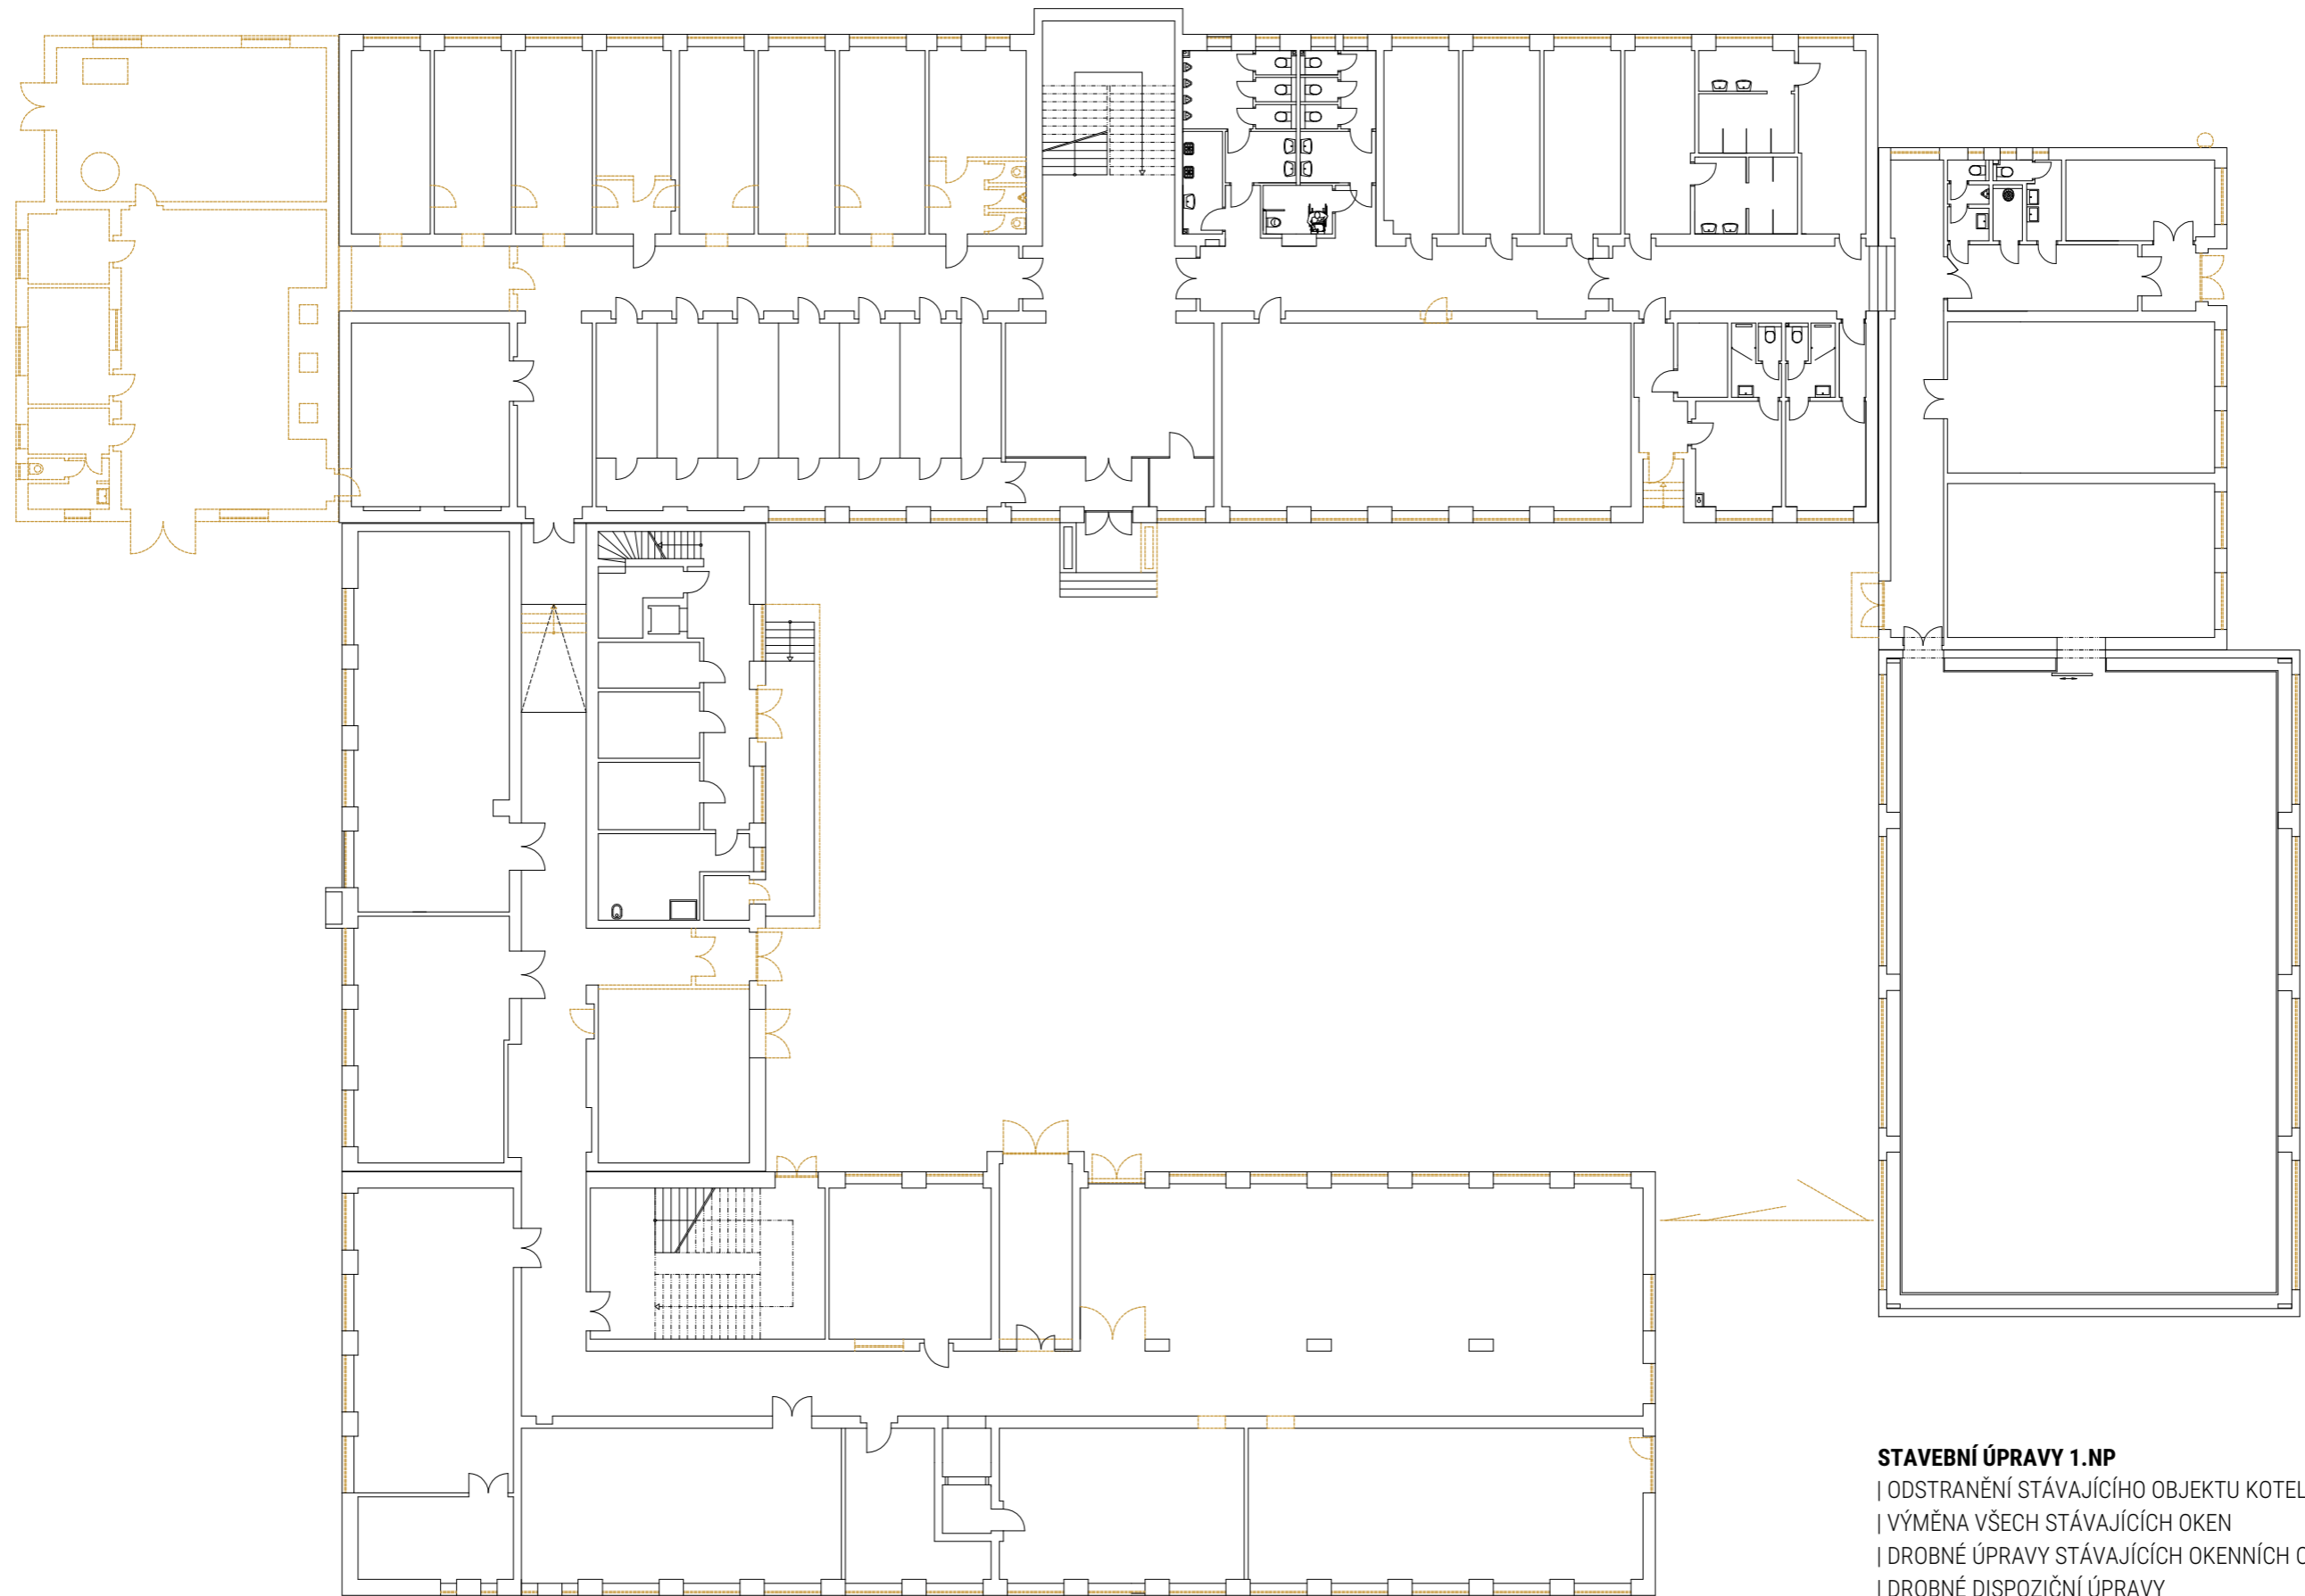 STAVEBNÍ ÚPRAVY 1.NP
| ODSTRANĚNÍ STÁVAJÍCÍHO OBJEKTU
| VÝMĚNA VŠECH STÁVAJÍCÍCH OKEN
| DROBNÉ ÚPRAVY STÁVAJÍCÍCH OKENNÍCH
| DROBNÉ DISPOZIČNÍ ÚPRAVY